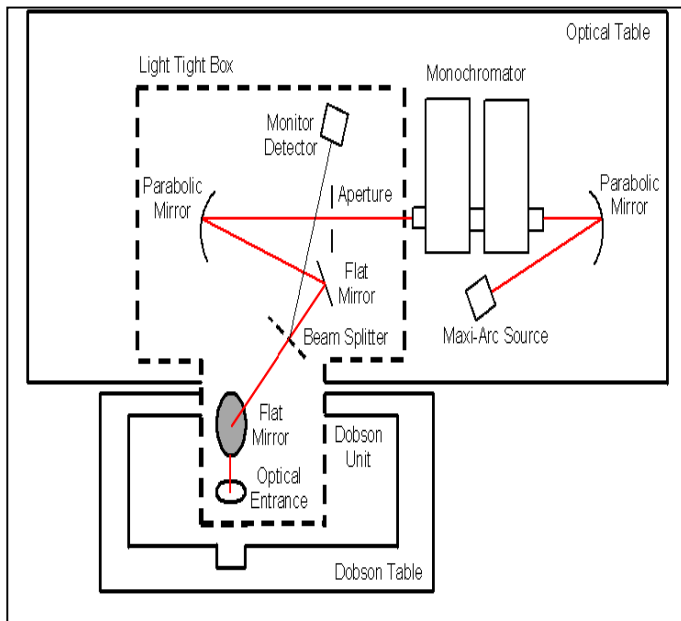 Optical Table
Light Tight Box
Monochromator
Monitor
Detector
Parabolic
Mirror
Aperture
Parabolic
Mirror
Flat
Mirror
Beam Splitter
Maxi-Arc Source
Flat
Mirror
Dobson
Unit
Optical
Entrance
Dobson Table